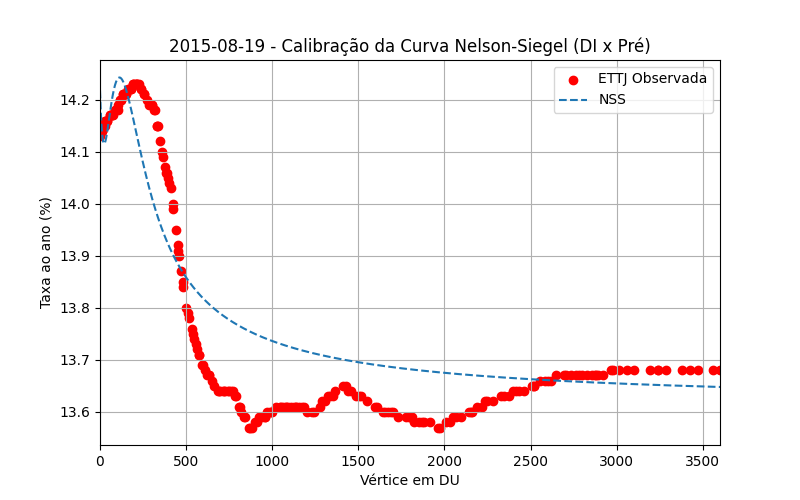 2015-08-19 - Calibração da Curva Nelson-Siegel (DI x Pré)
ETTJ Observada
NSS
Taxa ao ano (%)
14.2
14.1
14.0
13.9
13.8
13.7
13.6
0 500 1000 1500 2000 2500 3000 3500
Vértice em DU